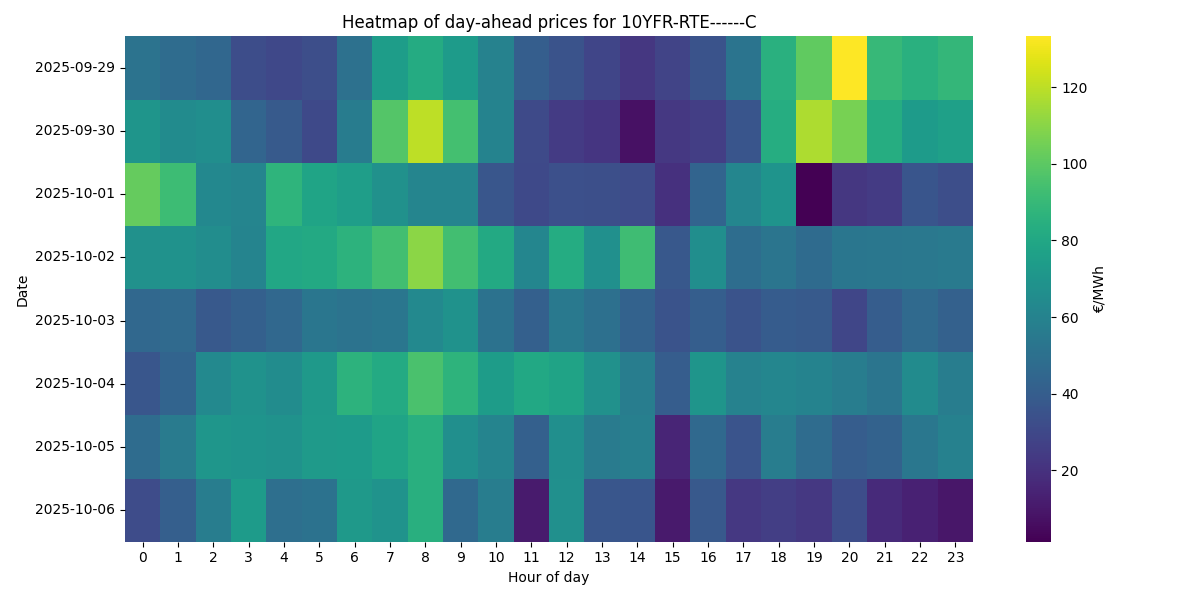 Heatmap of day-ahead prices for 10YFR-RTE------C
2025-09-29
2025-09-30
2025-10-01
2025-10-02
2025-10-03
2025-10-04
2025-10-05
2025-10-06
Date
0 1 2 3 4 5 6 7 8 9 10 11 12 13 14 15 16 17 18 19 20 21 22 23
Hour of day
120
100
80
60
40
20
€/MWh